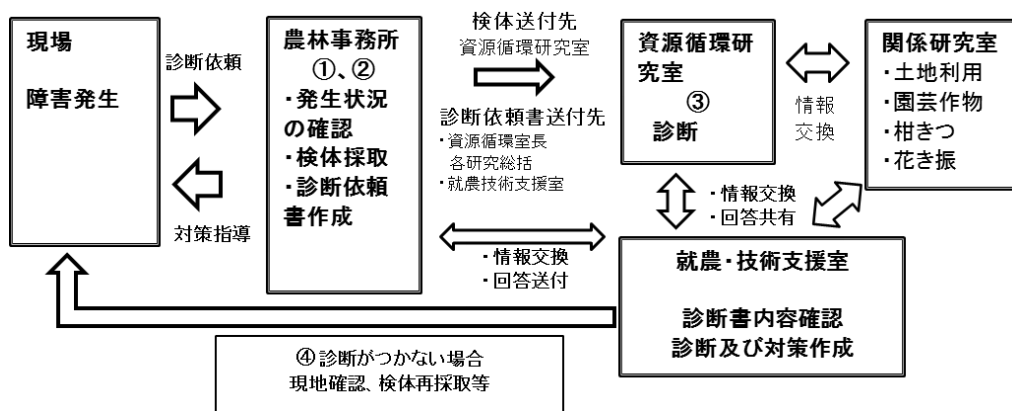 現場
障害発生
診断依頼
対策指導
農林事務所
①、②
・発生状況
の確認
・検体採取
・診断依頼
書作成
検体送付先
資源循環研究室
診断依頼書送付先
・資源循環室長
各研究総括
・就農技術支援室
・情報交換
・回答送付
資源循環研
究室
③
診断
情報
交換
関係研究室
・土地利用
・園芸作物
・柑きつ
・花き振
・情報交換
・回答共有
就農・技術支援室
診断書内容確認
診断及び対策作成
④診断がつかない場合
現地確認、検体再採取等